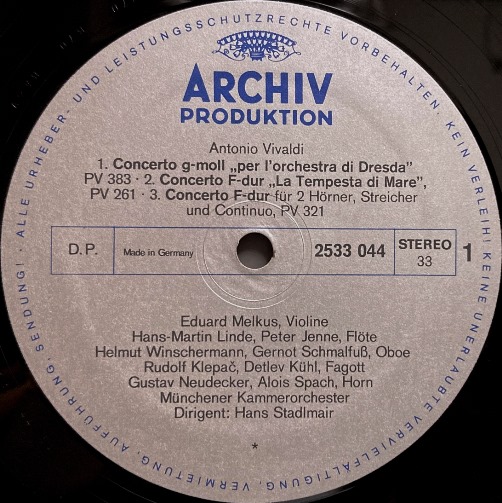 ALLE URHEBER- UND LEISTUNGSSCHUTZRECHTE VORBEHALTEN. KEIN VERLEIH! KEINE UNERLAUBTE VERVIELFÄLTIGUNG, VERMIETUNG, AUFFÜHRUNG, SENDUNG!
ARCHIV
PRODUKTION
Antonio Vivaldi
1. Concerto g-moll „per l'orchestra di Dresda"
PV 383 · 2. Concerto F-dur „La Tempesta di Mare",
PV 261 · 3. Concerto F-dur für 2 Hörner, Streicher
und Continuo, PV 321
D.P. Made in Germany 2533 044 STEREO 33 1
Eduard Melkus, Violine
Hans-Martin Linde, Peter Jenne, Flöte
Helmut Winschermann, Gernot Schmalfuß, Oboe
Rudolf Klepač, Detlev Kühl, Fagott
Gustav Neudecker, Alois Spach, Horn
Münchener Kammerorchester
Dirigent: Hans Stadlmair
*